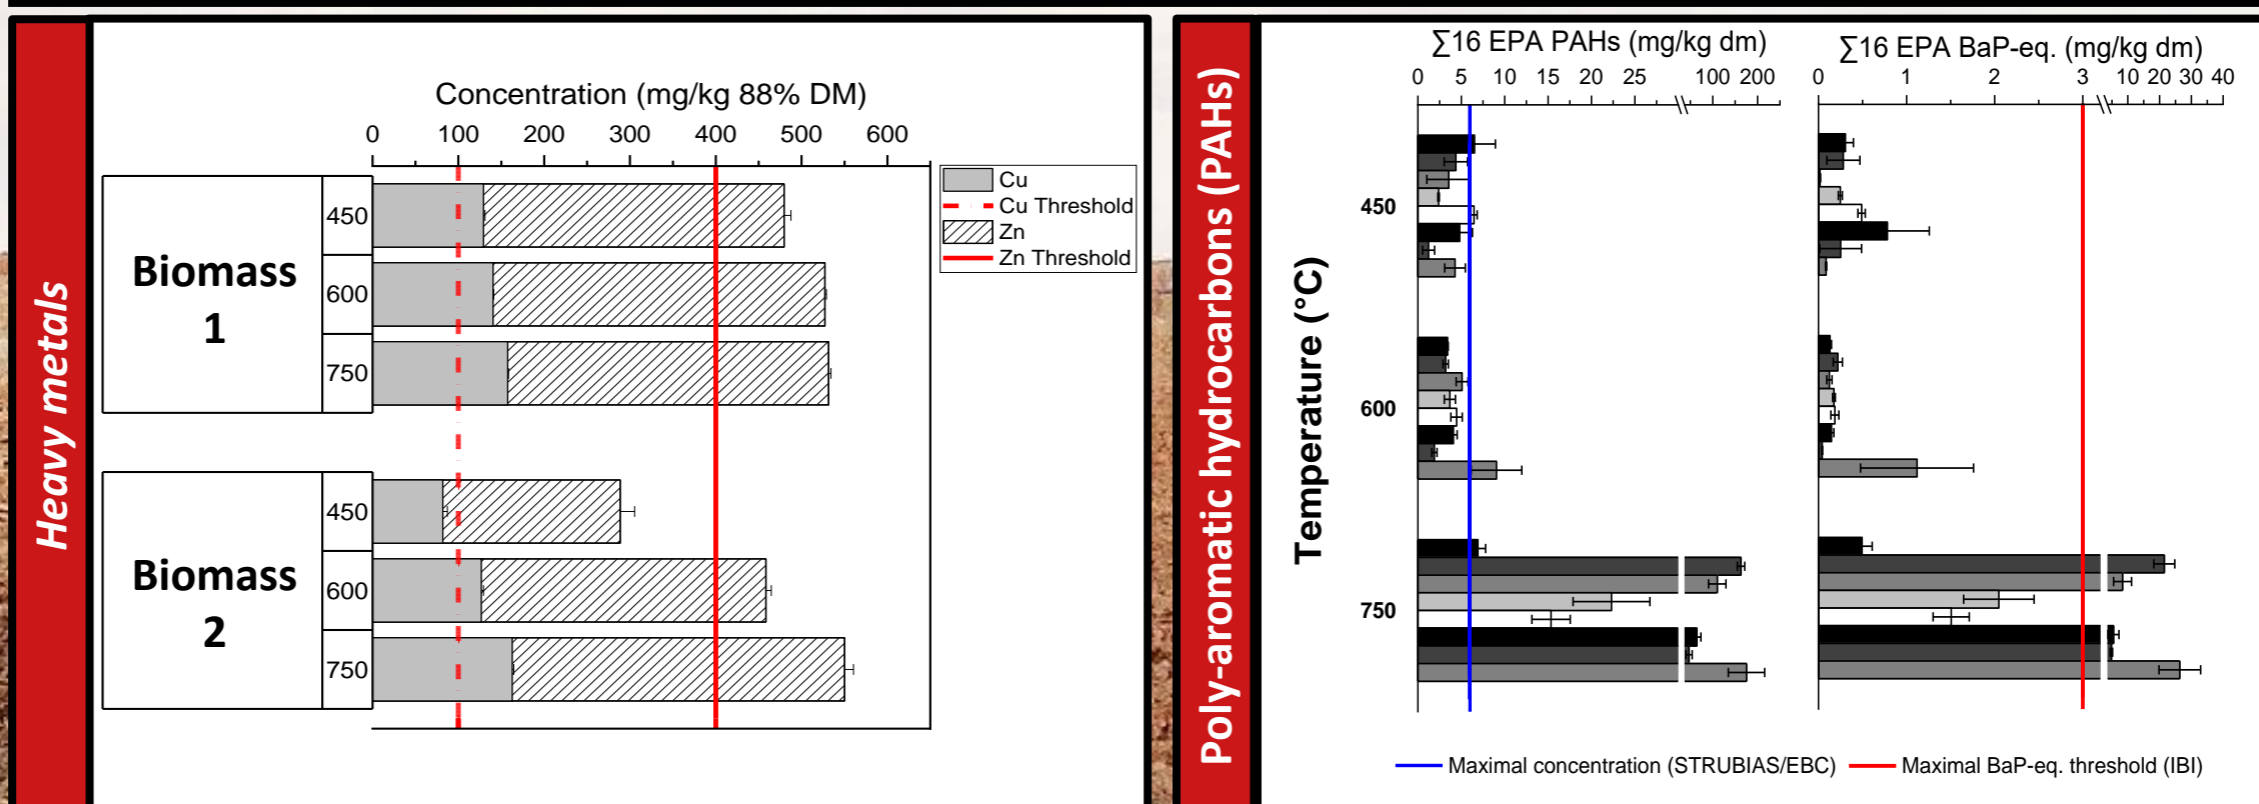 Heavy metals
Concentration (mg/kg 88% DM)
0 100 200 300 400 500 600
Biomass
1
450
600
750
Biomass
2
450
600
750
Cu
Cu Threshold
Zn
Zn Threshold
Poly-aromatic hydrocarbons (PAHs)
∑16 EPA PAHs (mg/kg dm)
0 5 10 15 20 25 100 200
∑16 EPA BaP-eq. (mg/kg dm)
0 1 2 3 10 20 30 40
Temperature (°C)
450
600
750
Maximal concentration (STRUBIAS/EBC)
Maximal BaP-eq. threshold (IBI)